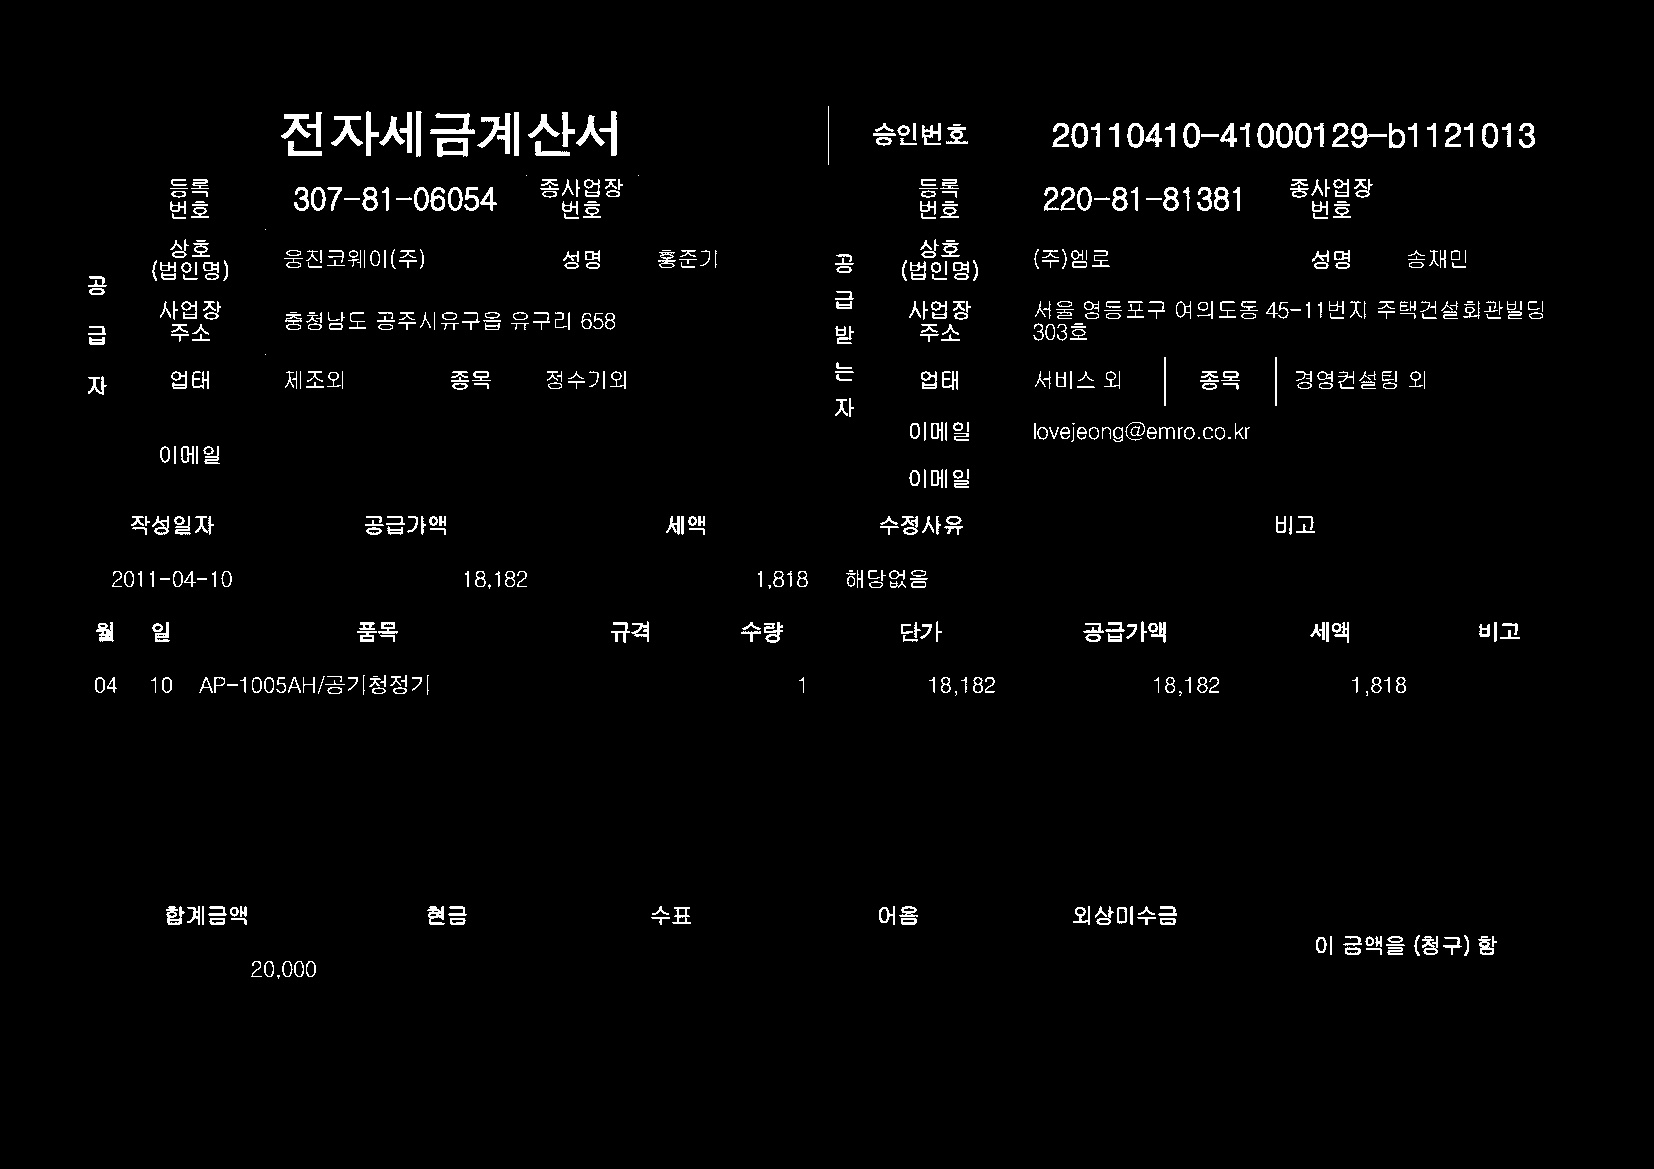 전자세금계산서 승인번호 20110410-41000129-b1121013
등록번호 307-81-06054 종사업장번호 등록번호 220-81-81381 종사업장번호
공급자 상호(법인명) 웅진코웨이(주) 성명 홍준기 공급받는자 상호(법인명) (주)엠로 성명 송재민
사업장주소 충청남도 공주시유구읍 유구리 658 사업장주소 서울 영등포구 여의도동 45-11번지 주택건설회관빌딩 303호
업태 제조외 종목 정수기외 업태 서비스 외 종목 경영컨설팅 외
이메일 이메일 lovejeong@emro.co.kr
이메일
작성일자 공급가액 세액 수정사유 비고
2011-04-10 18,182 1,818 해당없음
월 일 품목 규격 수량 단가 공급가액 세액 비고
04 10 AP-1005AH/공기청정기 1 18,182 18,182 1,818
합계금액 현금 수표 어음 외상미수금
이 금액을 (청구) 함
20,000